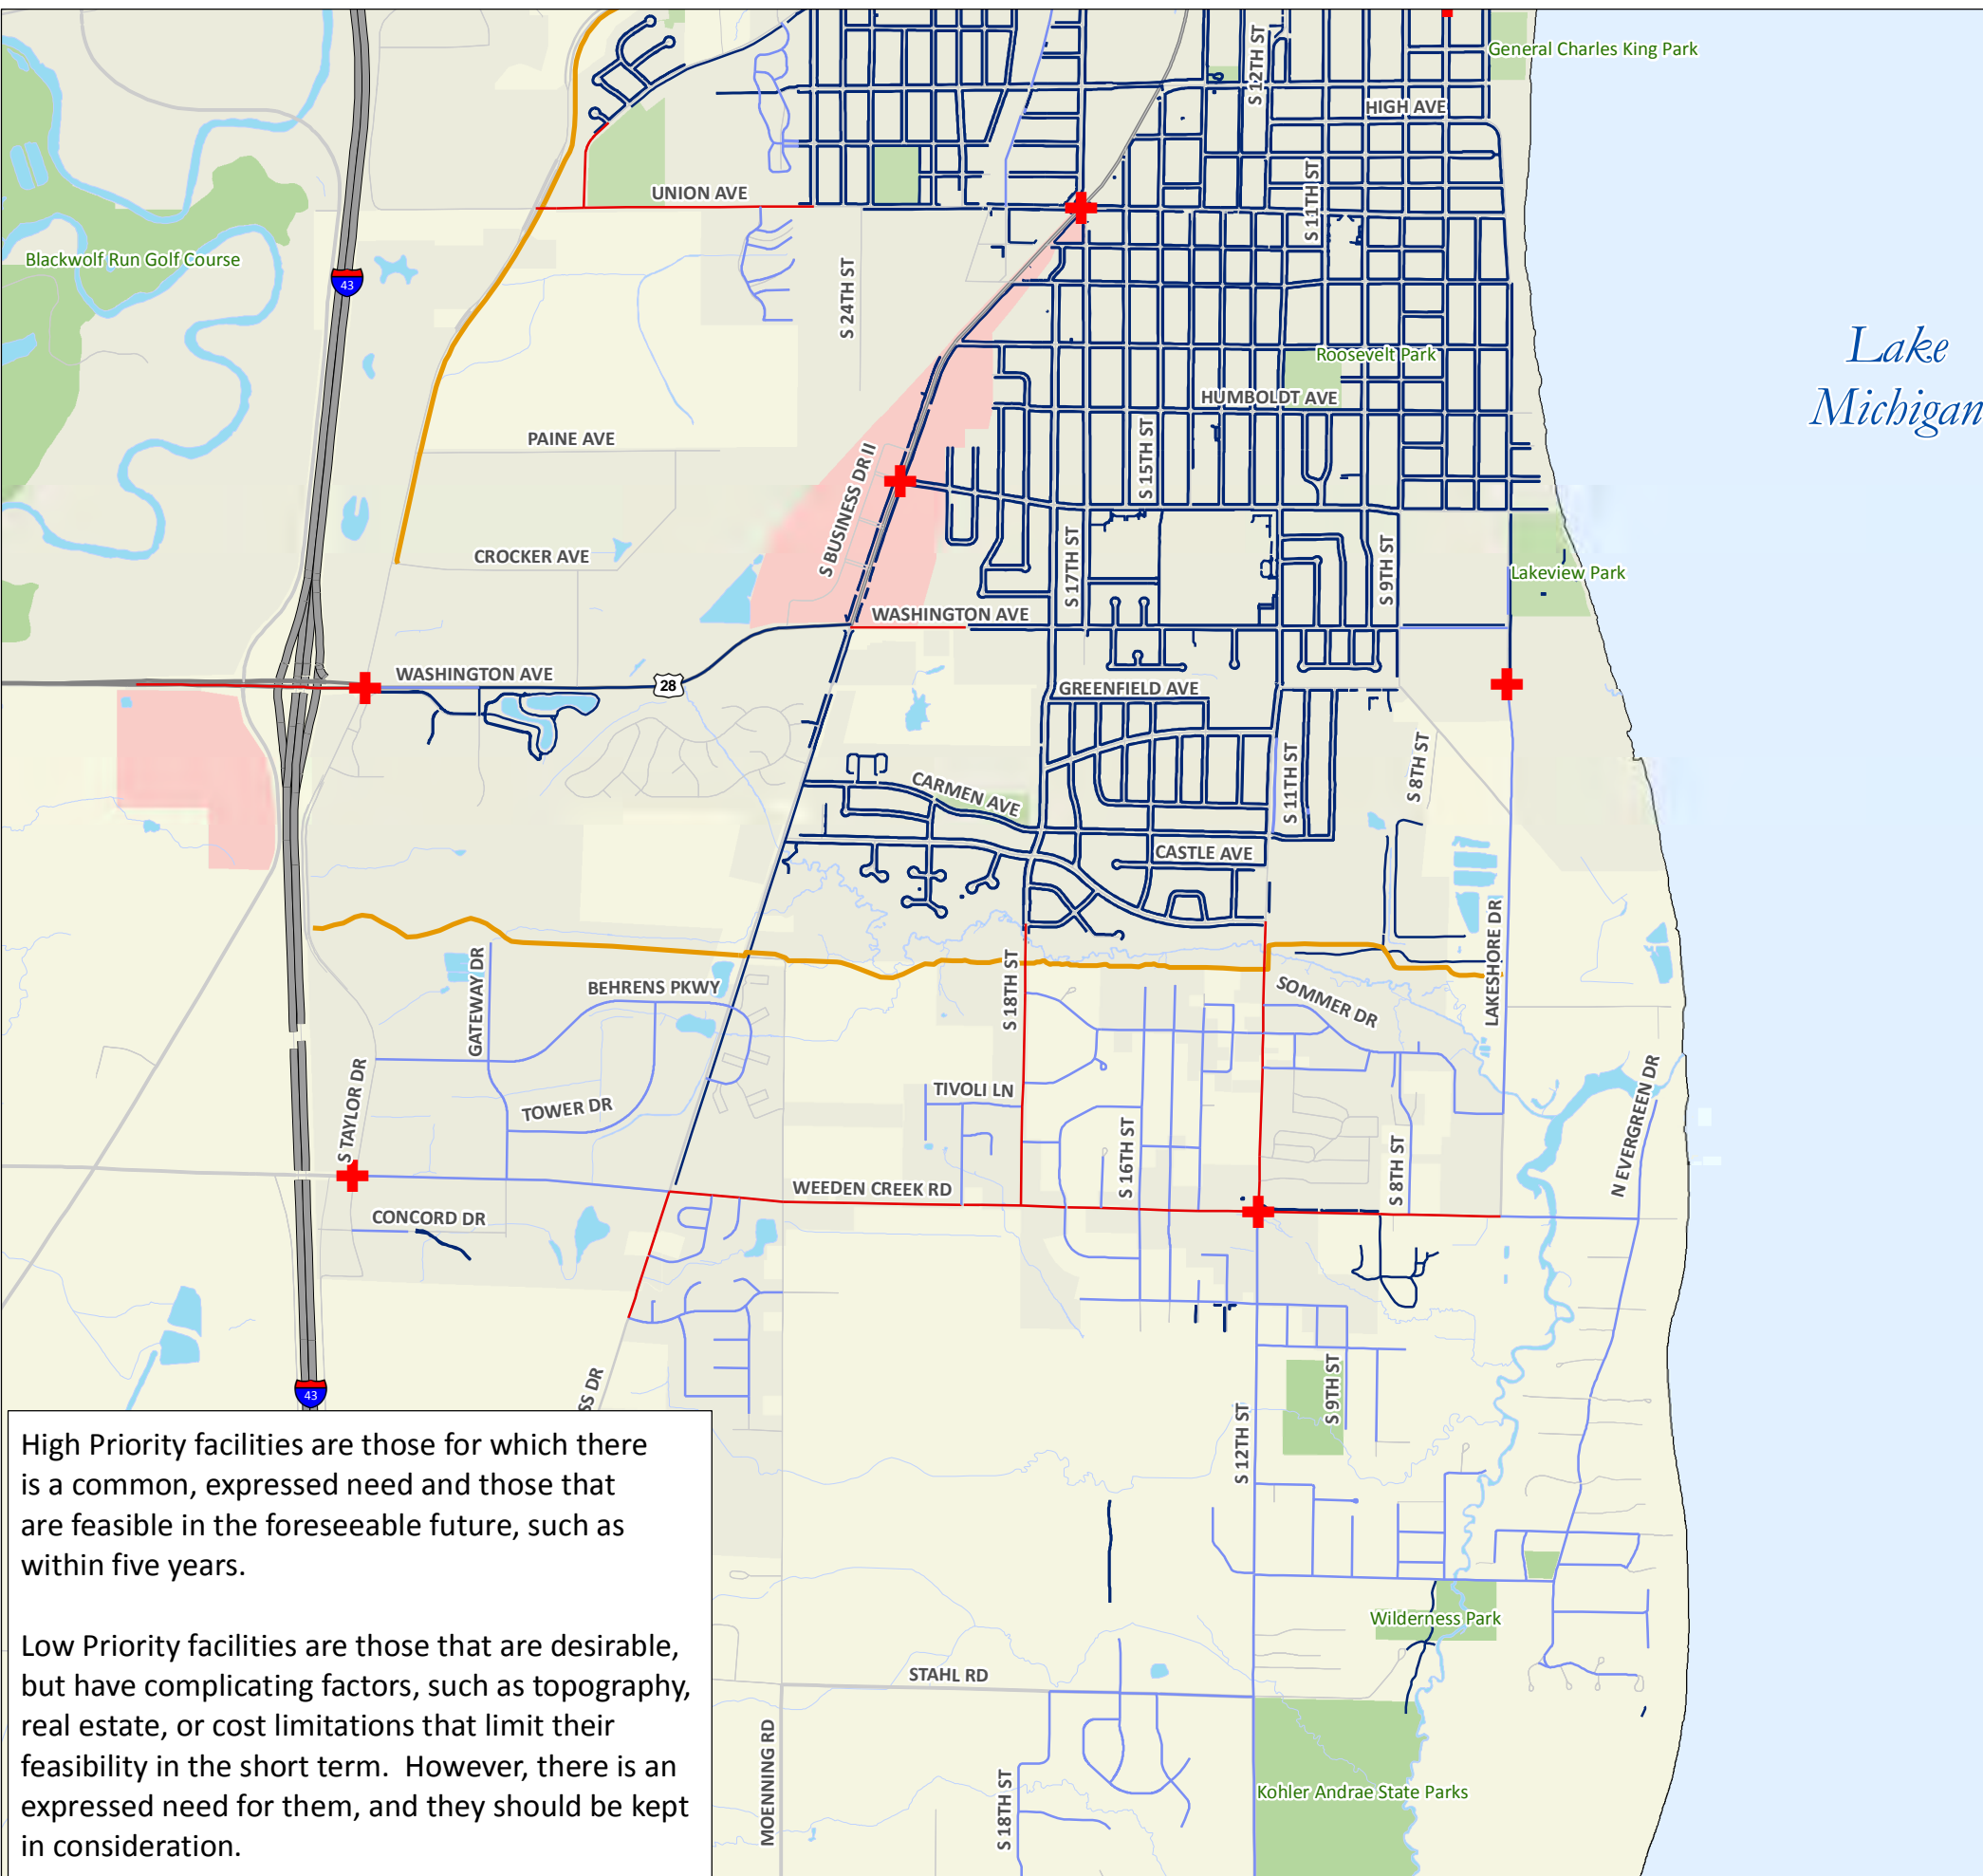 General Charles King Park
S 12TH ST
HIGH AVE
UNION AVE
S 11TH ST
Blackwolf Run Golf Course
43
S 24TH ST
Lake
Michigan
Roosevelt Park
HUMBOLDT AVE
PAINE AVE
S 15TH ST
S BUSINESS DR II
CROCKER AVE
S 17TH ST
S 9TH ST
Lakeview Park
WASHINGTON AVE
WASHINGTON AVE
28
GREENFIELD AVE
S 11TH ST
S 8TH ST
CARMEN AVE
CASTLE AVE
LAKESHORE DR
GATEWAY DR
BEHRENS PKWY
S 18TH ST
SOMMER DR
S TAYLOR DR
TOWER DR
TIVOLI LN
N EVERGREEN DR
S 16TH ST
S 8TH ST
WEEDEN CREEK RD
CONCORD DR
43
SS DR
S 9TH ST
S 12TH ST
High Priority facilities are those for which there
is a common, expressed need and those that
are feasible in the foreseeable future, such as
within five years.
Low Priority facilities are those that are desirable,
but have complicating factors, such as topography,
real estate, or cost limitations that limit their
feasibility in the short term.  However, there is an
expressed need for them, and they should be kept
in consideration.
Wilderness Park
STAHL RD
MOENNING RD
S 18TH ST
Kohler Andrae State Parks